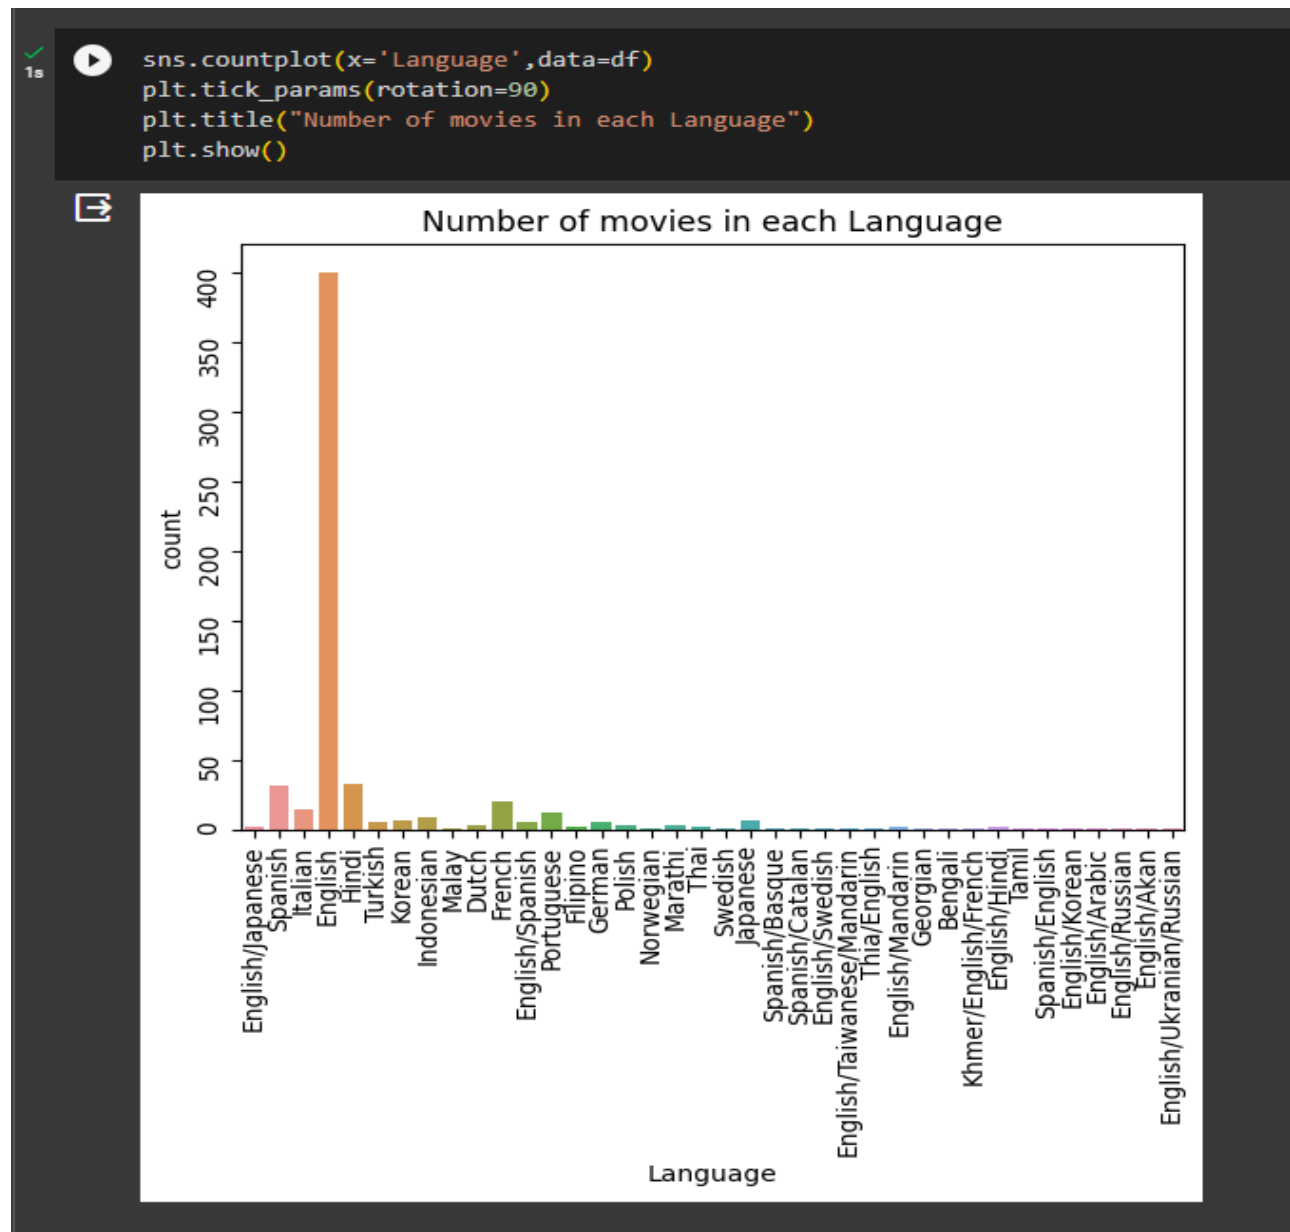 1s
sns.countplot(x='Language',data=df)
plt.tick_params(rotation=90)
plt.title("Number of movies in each Language")
plt.show()
Number of movies in each Language
400
350
300
250
200
150
100
50
0
count
English/Japanese
Spanish
Italian
English
Hindi
Turkish
Korean
Indonesian
Malay
Dutch
French
English/Spanish
Portuguese
Filipino
German
Polish
Norwegian
Marathi
Thai
Swedish
Japanese
Spanish/Basque
Spanish/Catalan
English/Swedish
English/Taiwanese/Mandarin
Thia/English
English/Mandarin
Georgian
Bengali
Khmer/English/French
English/Hindi
Tamil
Spanish/English
English/Korean
English/Arabic
English/Russian
English/Akan
English/Ukranian/Russian
Language